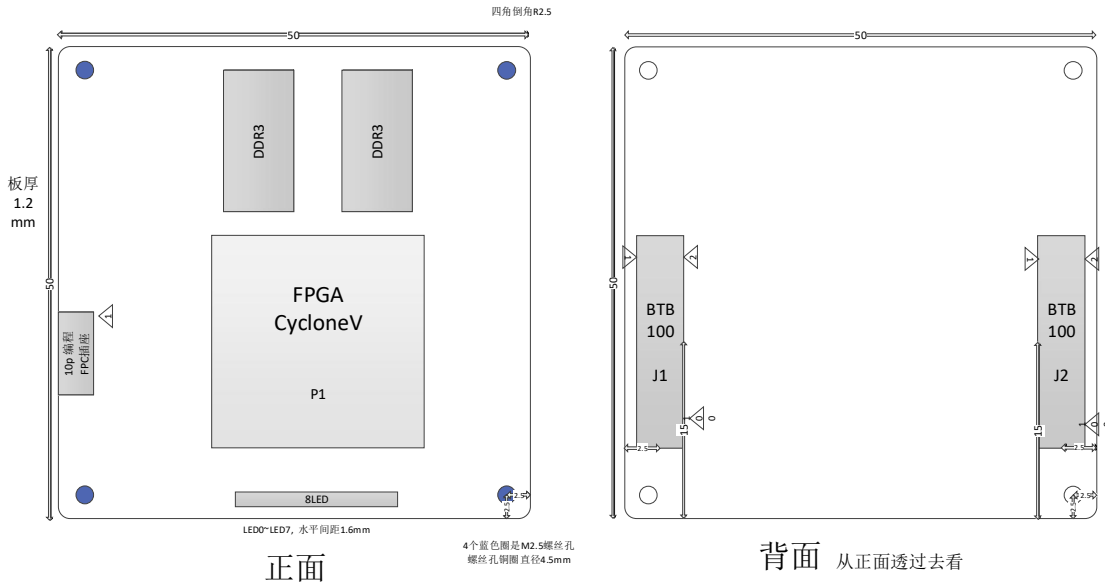 四角倒角R2.5
50
50
板厚
1.2
mm
DDR3
DDR3
50
50
FPGA
CycloneV
P1
1
10p 编程
FPC插座
8LED
2.5
2.5
LED0~LED7, 水平间距1.6mm
4个蓝色圈是M2.5螺丝孔
螺丝孔铜圈直径4.5mm
正面
1
2
BTB
100
J1
1
2
BTB
100
J2
100
15
2.5
100
15
2.5
2.5
2.5
背面 从正面透过去看